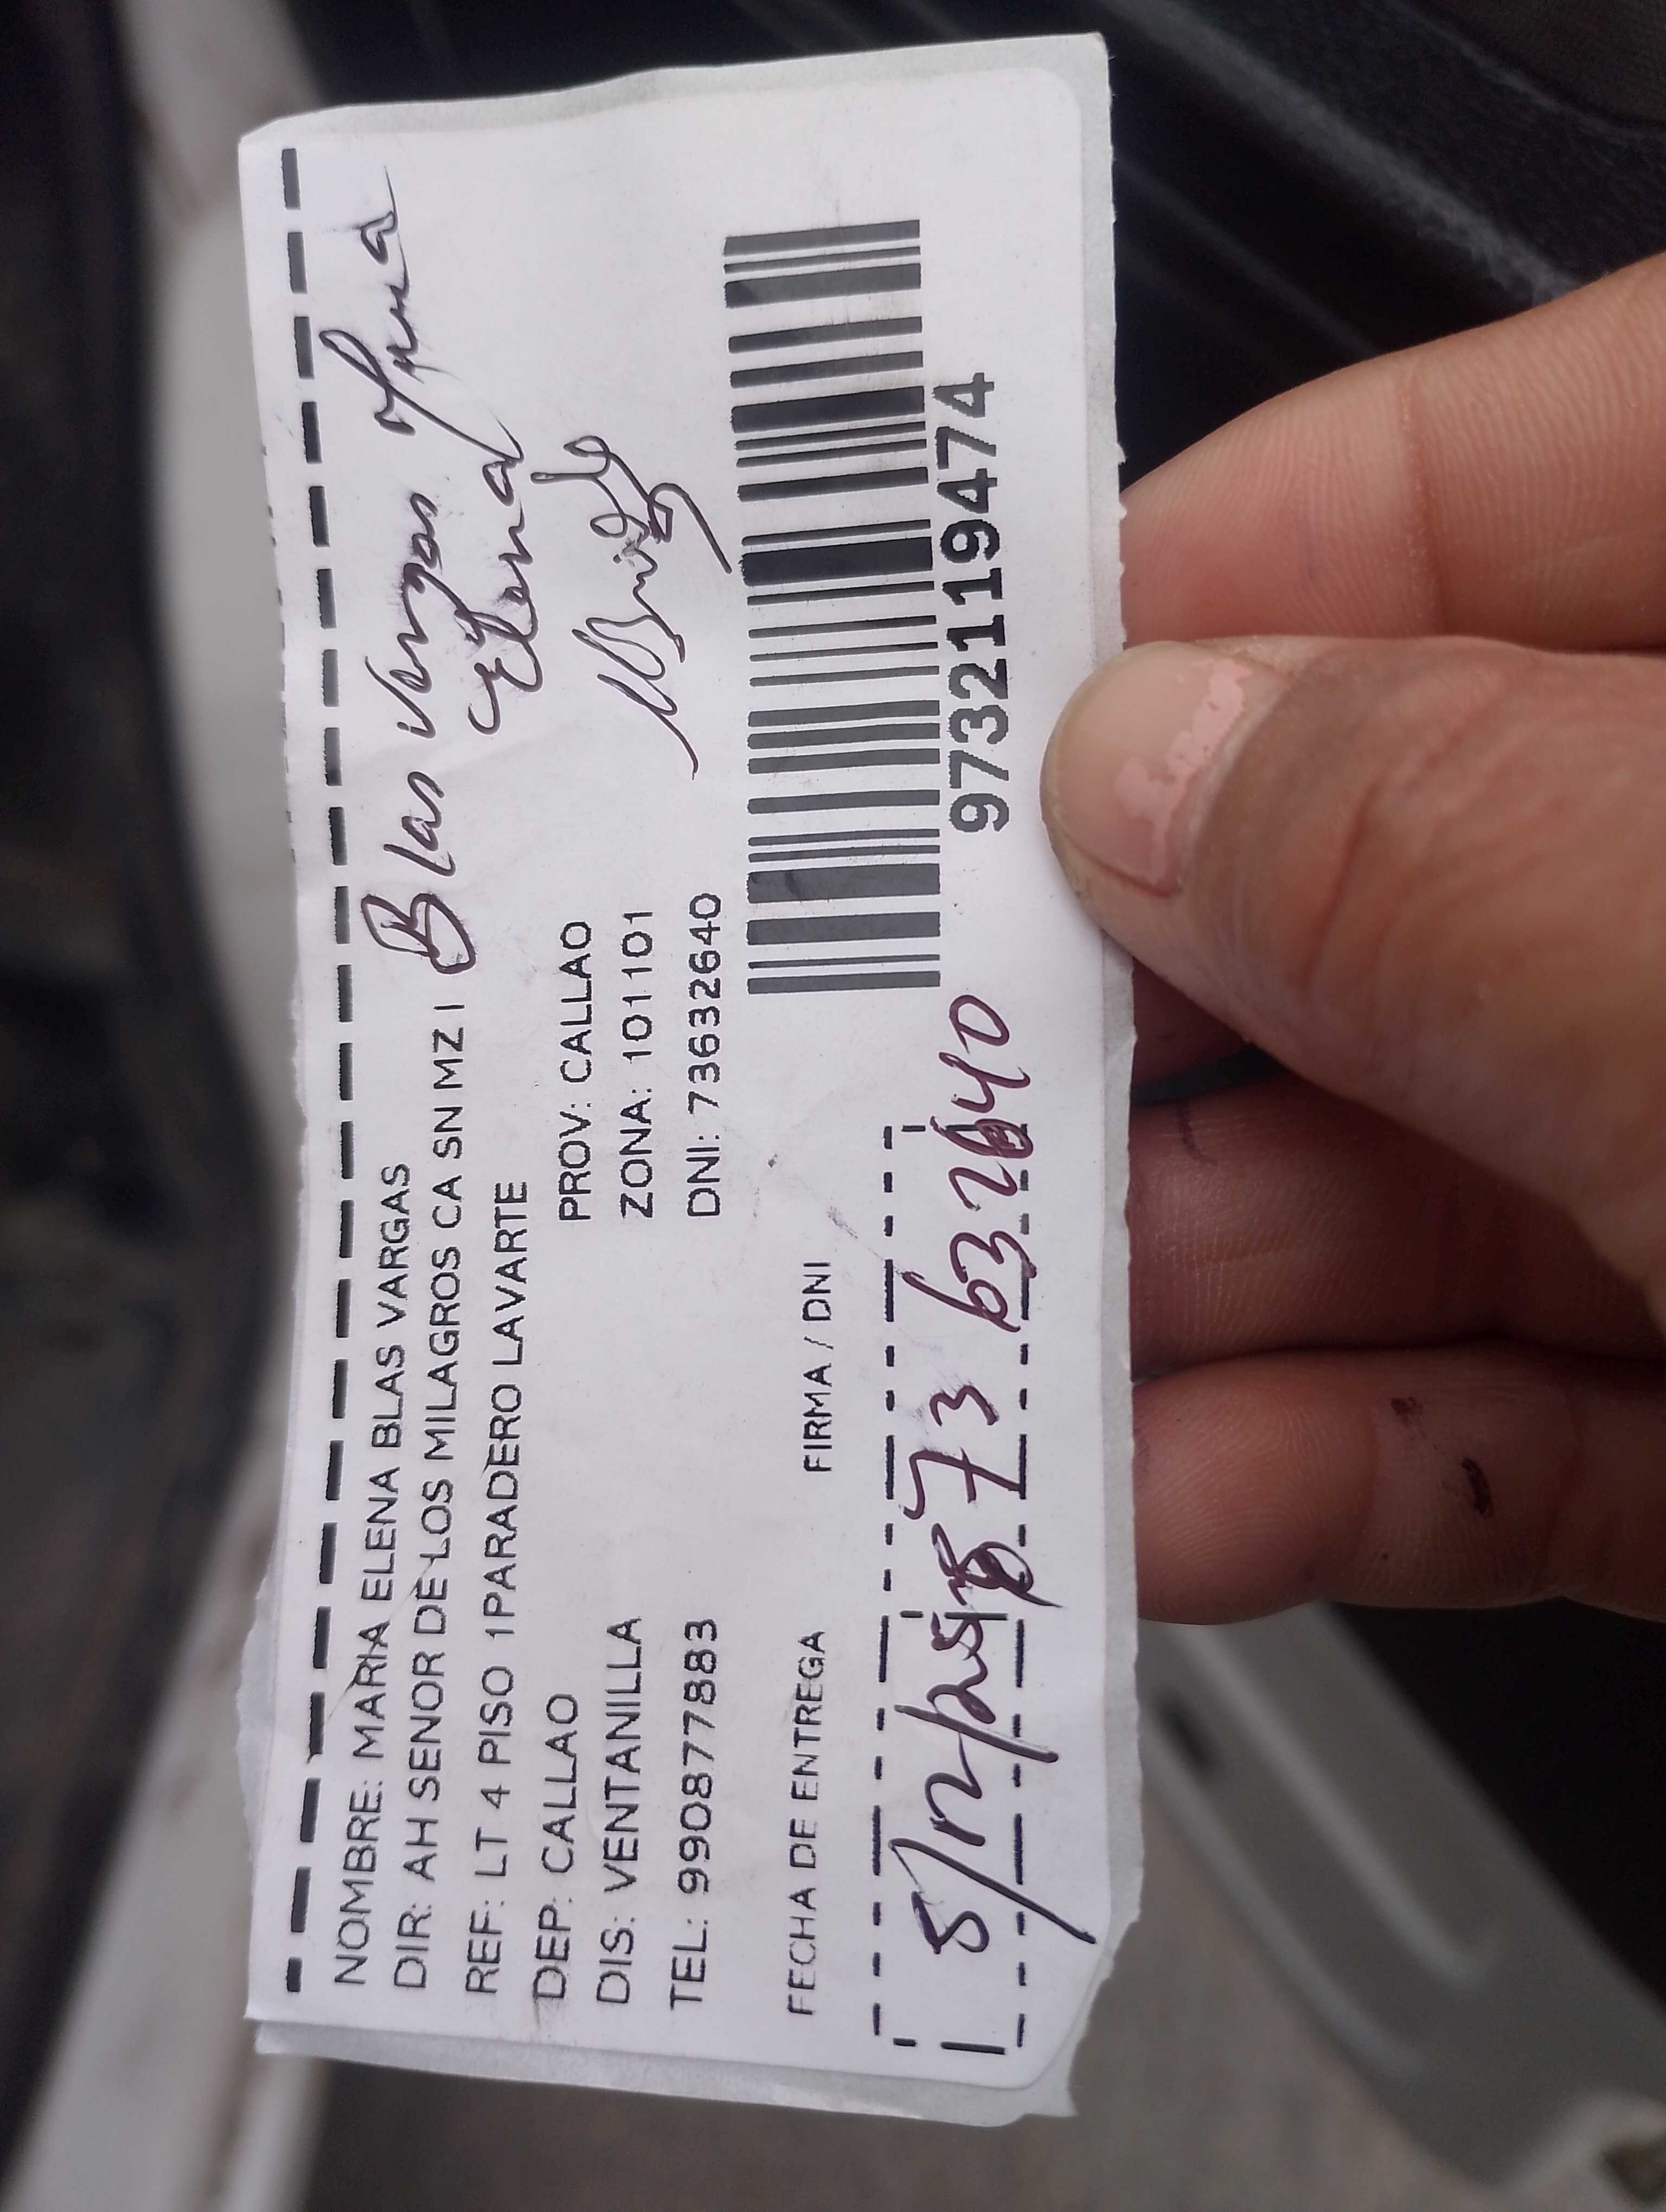 NOMBRE: MARIA ELENA BLAS VARGAS
DIR: AH SENOR DE LOS MILAGROS CA SN MZ I
REF: LT 4 PISO 1PARADERO LAVARTE
DEP: CALLAO PROV: CALLAO
DIS: VENTANILLA ZONA: 101101
TEL: 990877883 DNI: 73632640
Blas Vargas
Elena
FECHA DE ENTREGA FIRMA / DNI
73632640
9732119474